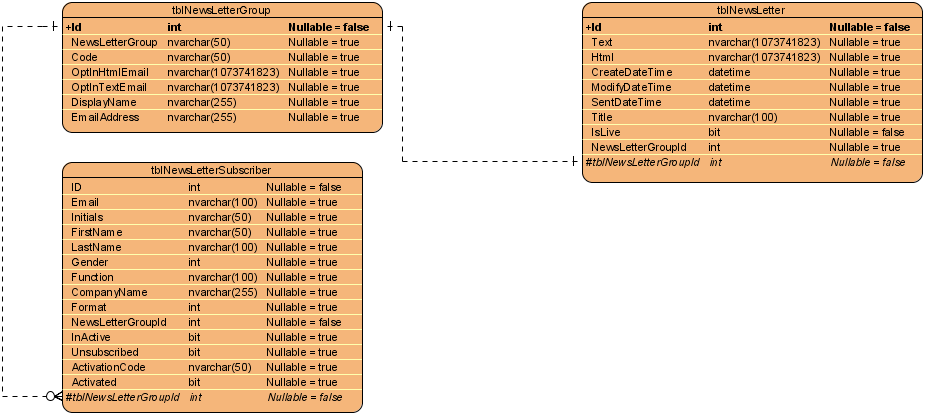 tblNewsLetterGroup
+Id int Nullable = false
NewsLetterGroup nvarchar(50) Nullable = true
Code nvarchar(50) Nullable = true
OptInHtmlEmail nvarchar(1073741823) Nullable = true
OptInTextEmail nvarchar(1073741823) Nullable = true
DisplayName nvarchar(255) Nullable = true
EmailAddress nvarchar(255) Nullable = true
tblNewsLetter
+Id int Nullable = false
Text nvarchar(1073741823) Nullable = true
Html nvarchar(1073741823) Nullable = true
CreateDateTime datetime Nullable = true
ModifyDateTime datetime Nullable = true
SentDateTime datetime Nullable = true
Title nvarchar(100) Nullable = true
IsLive bit Nullable = false
NewsLetterGroupId int Nullable = true
#tblNewsLetterGroupId int Nullable = false
tblNewsLetterSubscriber
ID int Nullable = false
Email nvarchar(100) Nullable = true
Initials nvarchar(50) Nullable = true
FirstName nvarchar(50) Nullable = true
LastName nvarchar(100) Nullable = true
Gender int Nullable = true
Function nvarchar(100) Nullable = true
CompanyName nvarchar(255) Nullable = true
Format int Nullable = true
NewsLetterGroupId int Nullable = false
InActive bit Nullable = true
Unsubscribed bit Nullable = true
ActivationCode nvarchar(50) Nullable = true
Activated bit Nullable = true
#tblNewsLetterGroupId int Nullable = false